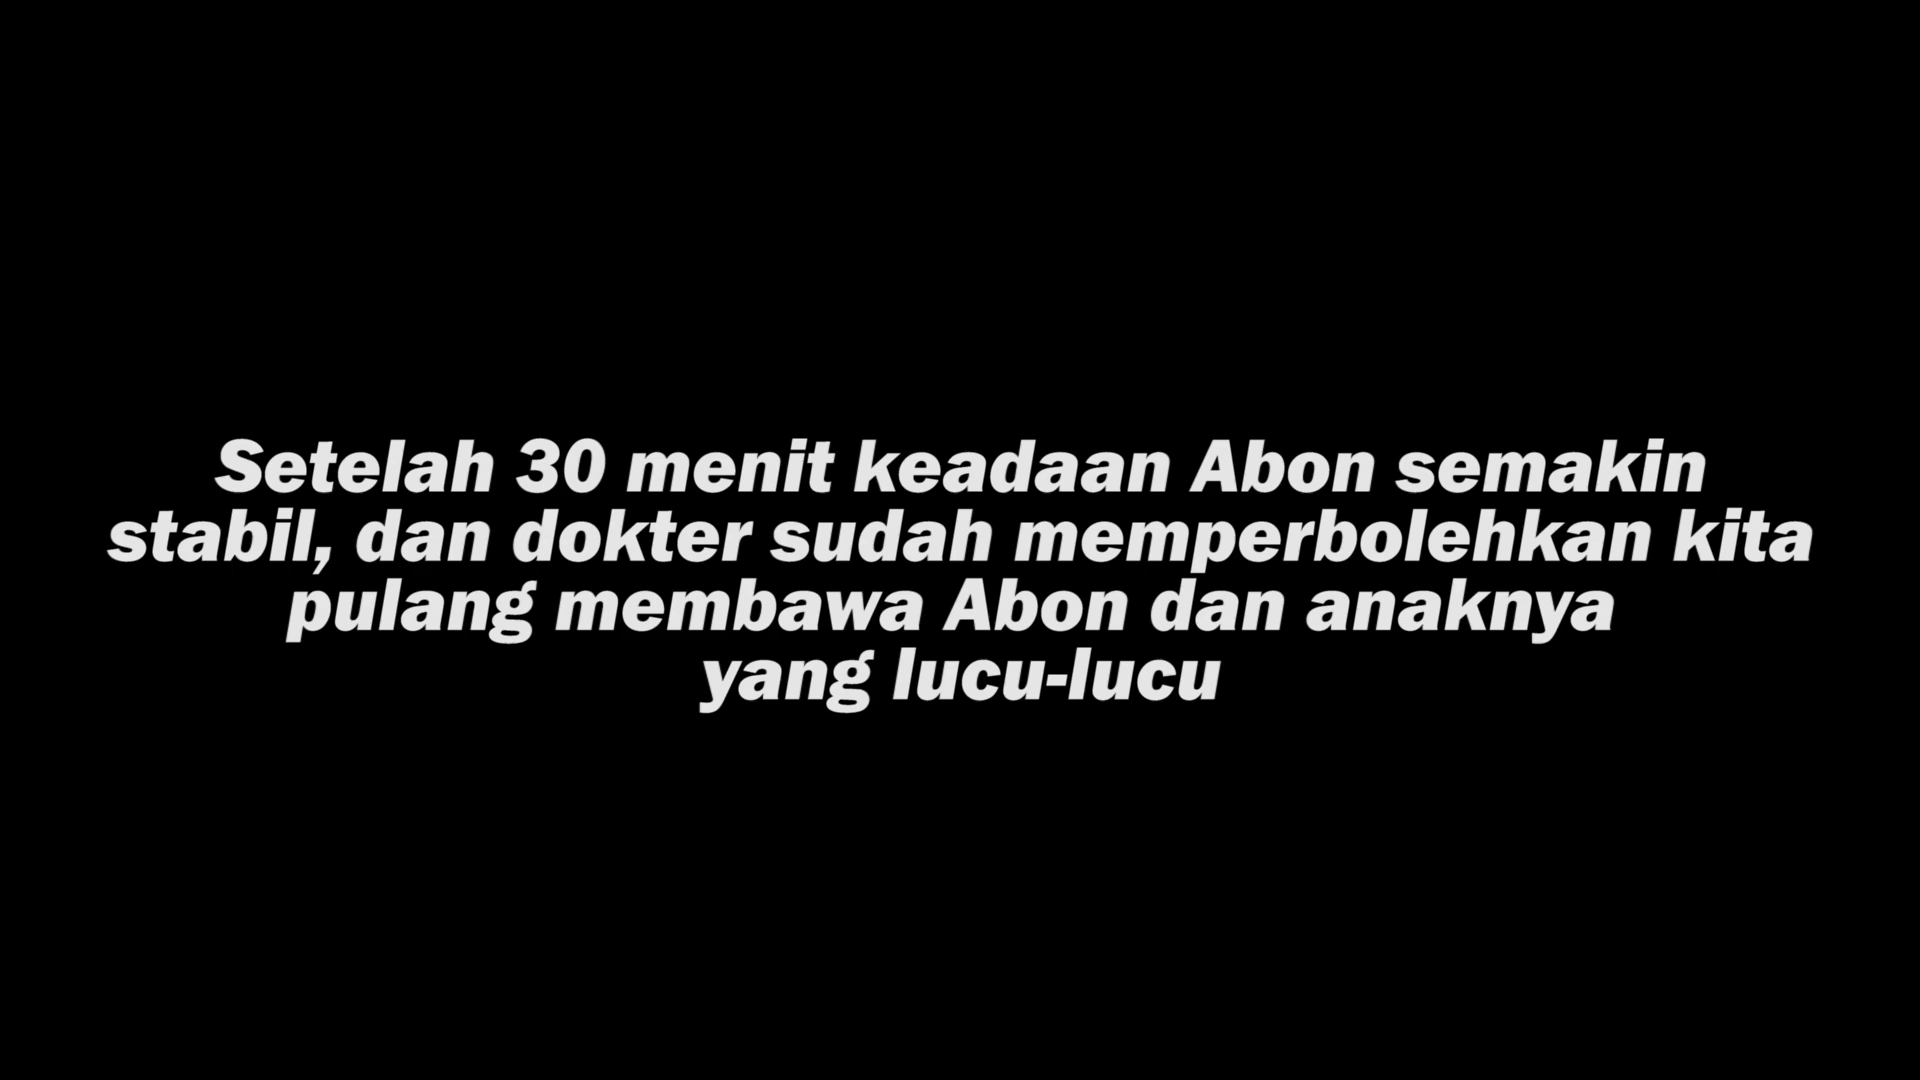 Setelah 30 menit keadaan Abon semakin
stabil, dan dokter sudah memperbolehkan kita
pulang membawa Abon dan anaknya
yang lucu-lucu